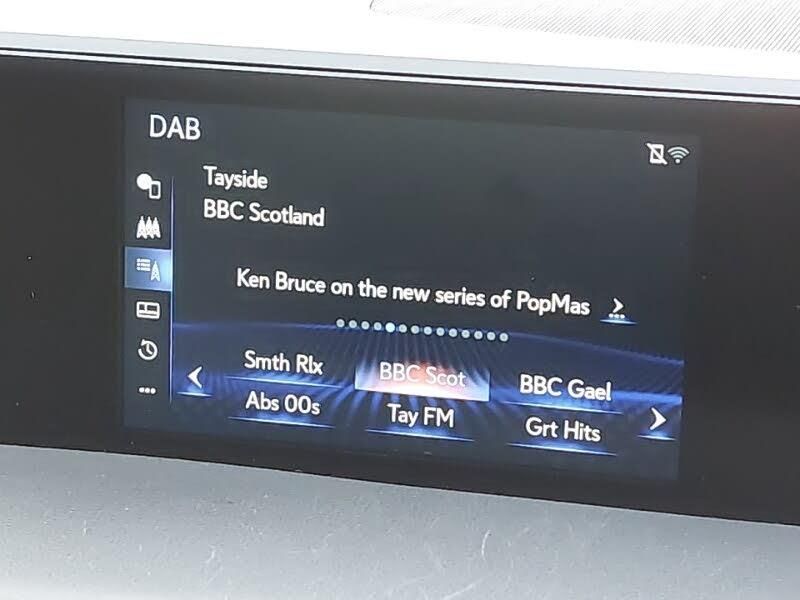 DAB
Tayside
BBC Scotland
Ken Bruce on the new series of PopMas
Smth Rlx
BBC Scot
BBC Gael
Abs 00s
Tay FM
Grt Hits